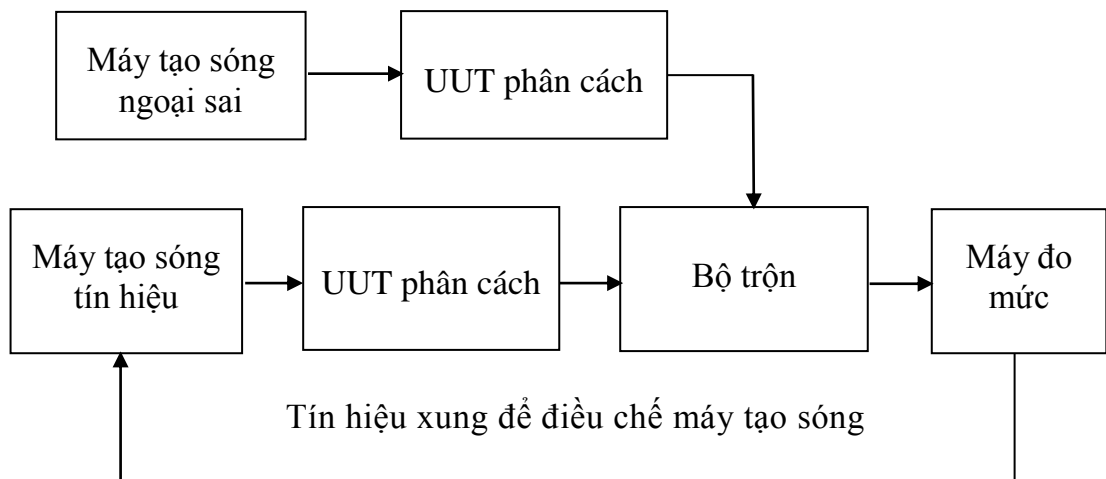 Máy tạo sóng
ngoại sai
UUT phân cách
Máy tạo sóng
tín hiệu
UUT phân cách
Bộ trộn
Máy đo
mức
Tín hiệu xung để điều chế máy tạo sóng